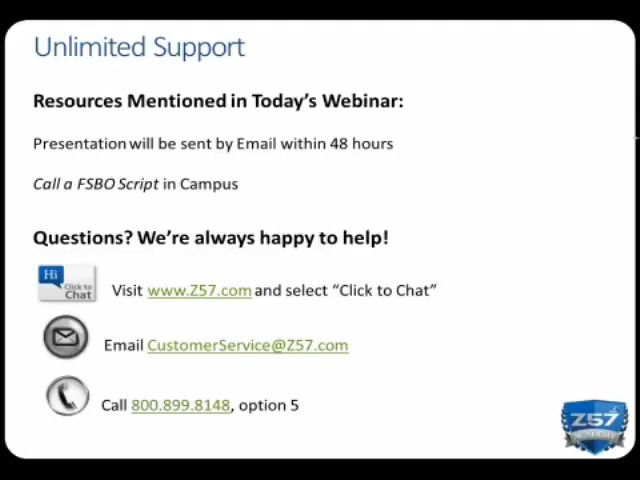 Unlimited Support
Resources Mentioned in Today's Webinar:
Presentation will be sent by Email within 48 hours
Call a FSBO Script in Campus
Questions? We're always happy to help!
Hi
Click to
Chat
Visit www.Z57.com and select “Click to Chat”
Email CustomerService@Z57.com
Call 800.899.8148, option 5
Z57